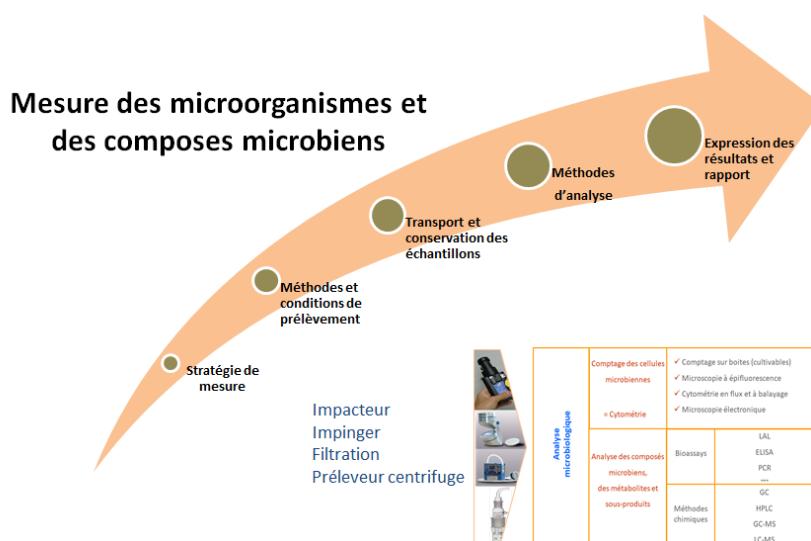 Mesure des microorganismes et
des composes microbiens
Expression des
résultats et
rapport
Méthodes
d'analyse
Transport et
conservation des
échantillons
Méthodes et
conditions de
prélèvement
Stratégie de
mesure
Impacteur
Impinger
Filtration
Préleveur centrifuge
Analyse
microbiologique
Comptage des cellules
microbiennes
= Cytométrie
✓ Comptage sur boites (cultivables)
✓ Microscopie à épifluorescence
✓ Cytométrie en flux et à balayage
✓ Microscopie électronique
Analyse des composés
microbiens,
des métabolites et
sous-produits
Bioassays
LAL
ELISA
PCR
....
Méthodes
chimiques
GC
HPLC
GC-MS
LC-MS